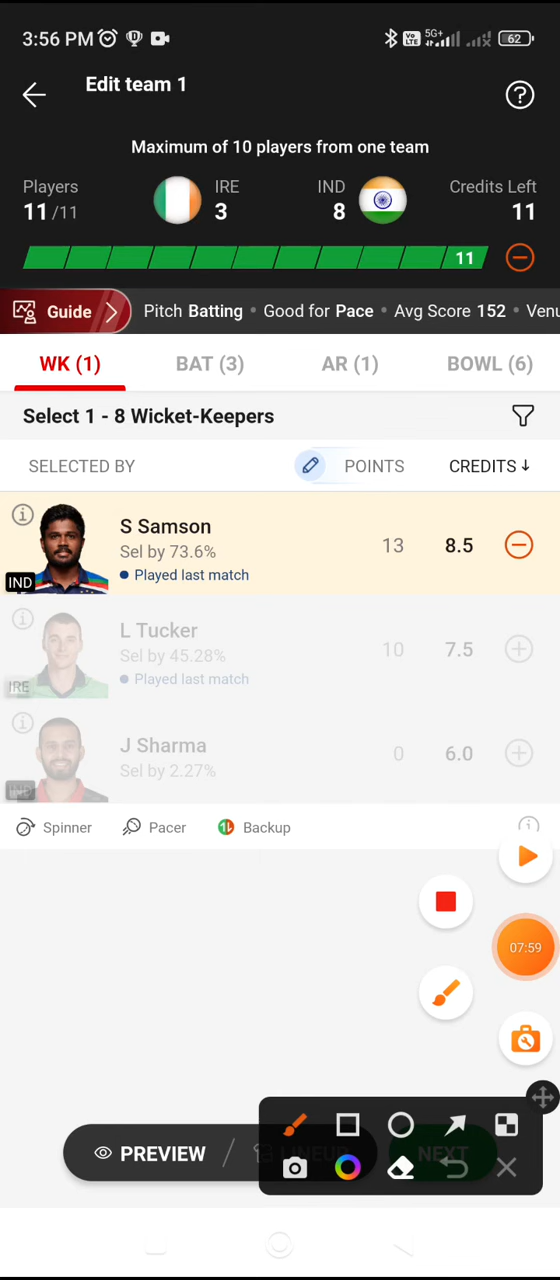 3:56 PM
5G+
Vo
LTE
62
Edit team 1
?
Maximum of 10 players from one team
Players
11/11
IRE
3
IND
8
Credits Left
11
11
Guide
Pitch Batting • Good for Pace • Avg Score 152 • Venu
WK (1)
BAT (3)
AR (1)
BOWL (6)
Select 1 - 8 Wicket-Keepers
SELECTED BY
POINTS
CREDITS↓
S Samson
Sel by 73.6%
Played last match
IND
13
8.5
L Tucker
Sel by 45.28%
Played last match
IRE
10
7.5
J Sharma
Sel by 2.27%
0
6.0
Spinner
Pacer
Backup
07:59
PREVIEW
/
NEXT